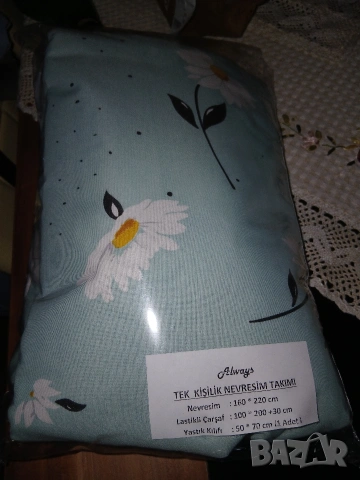 Always
TEK KİŞİLİK NEVRESİM TAKIMI
Nevresim : 160 * 220 cm
Lastikli Çarşaf : 100 * 200 +30 cm
Yastık Kılıfı : 50 * 70 cm (1 Adet)
BAZAR